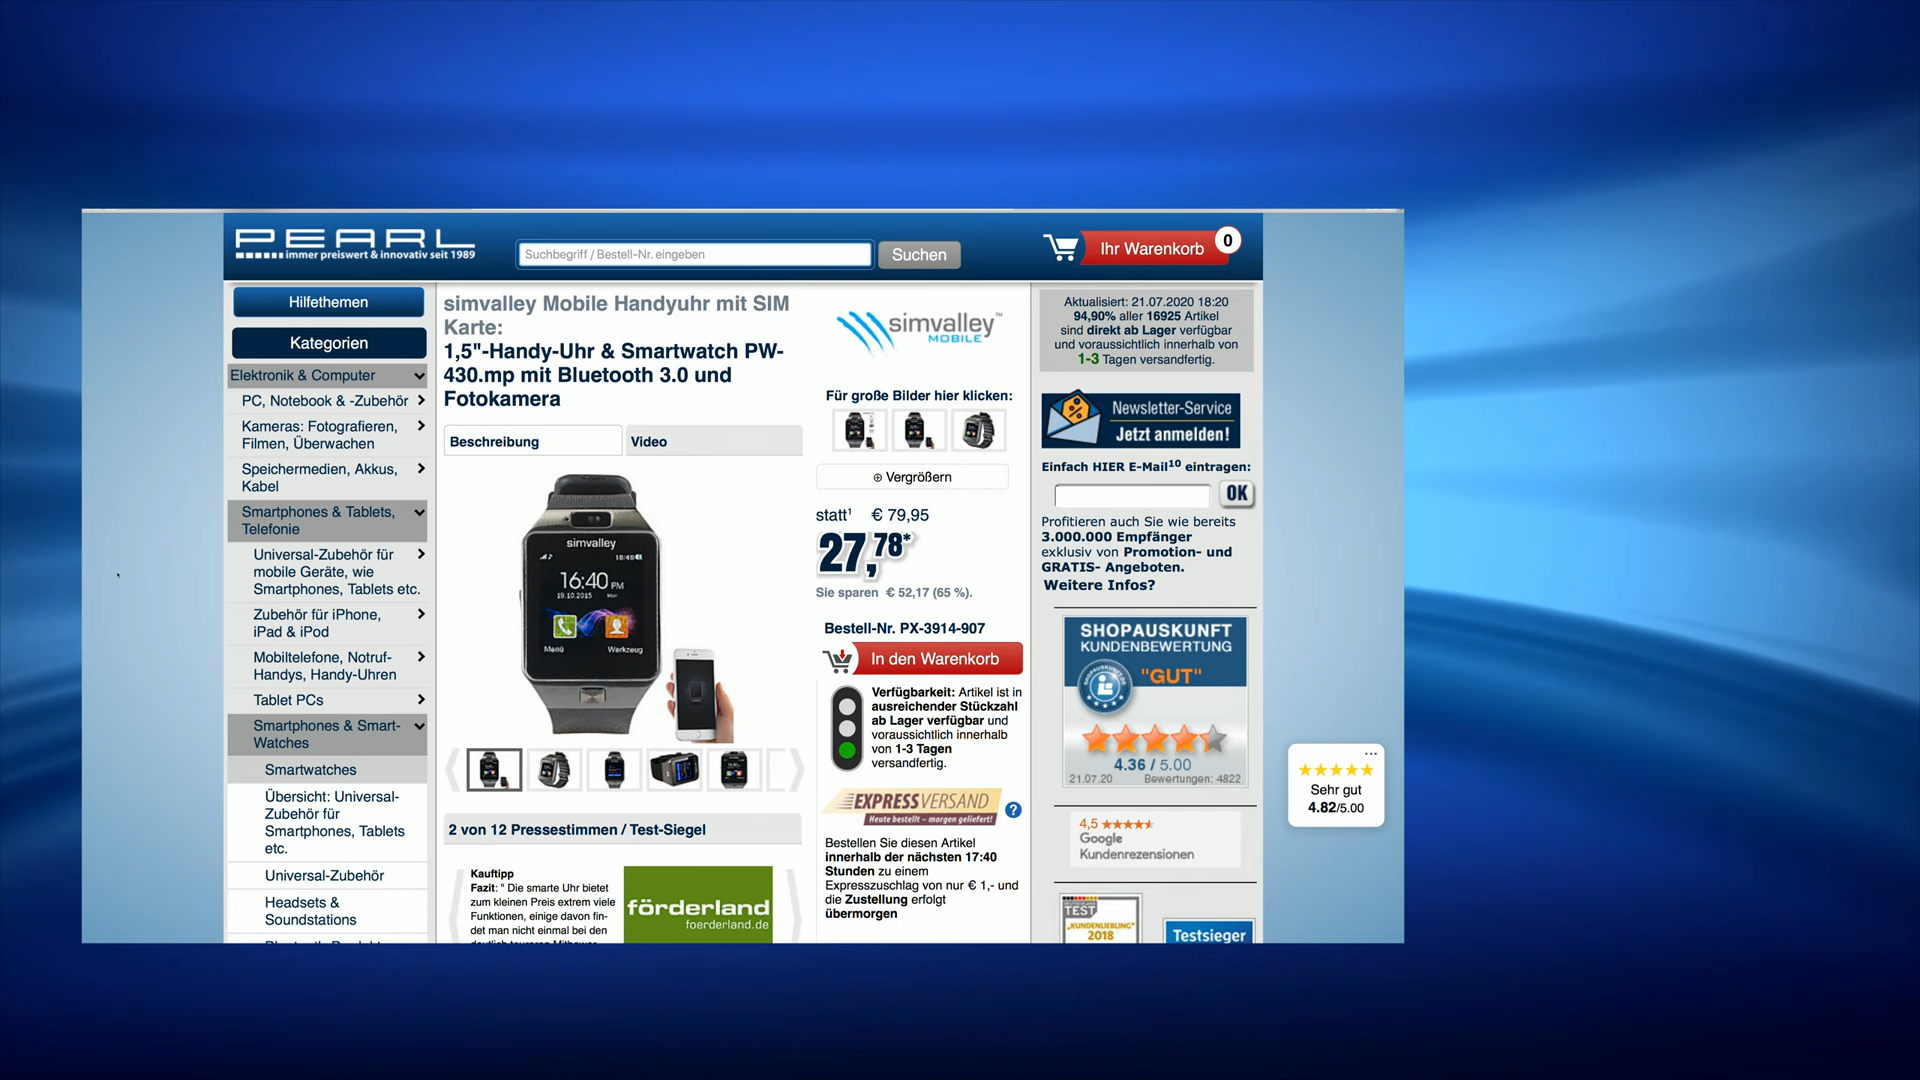 PEARL
immer preiswert & innovativ seit 1989
Suchbegriff / Bestell-Nr. eingeben
Suchen
Ihr Warenkorb
0
Hilfethemen
Kategorien
Elektronik & Computer
PC, Notebook & -Zubehör
Kameras: Fotografieren,
Filmen, Überwachen
Speichermedien, Akkus,
Kabel
Smartphones & Tablets,
Telefonie
Universal-Zubehör für
mobile Geräte, wie
Smartphones, Tablets etc.
Zubehör für iPhone,
iPad & iPod
Mobiltelefone, Notruf-
Handys, Handy-Uhren
Tablet PCs
Smartphones & Smart-
Watches
Smartwatches
Übersicht: Universal-
Zubehör für
Smartphones, Tablets
etc.
Universal-Zubehör
Headsets &
Soundstations
simvalley Mobile Handyuhr mit SIM
Karte:
1,5"-Handy-Uhr & Smartwatch PW-
430.mp mit Bluetooth 3.0 und
Fotokamera
Beschreibung
Video
simvalley
16:40
16:40 PM
19.10.2015 Mon
Menü
Werkzeug
2 von 12 Pressestimmen / Test-Siegel
Kauftipp
Fazit: " Die smarte Uhr bietet
zum kleinen Preis extrem viele
Funktionen, einige davon fin-
det man nicht einmal bei den
förderland
foerderland.de
simvalley™
MOBILE
Für große Bilder hier klicken:
⊕ Vergrößern
statt¹ € 79,95
27,78*
Sie sparen € 52,17 (65 %).
Bestell-Nr. PX-3914-907
In den Warenkorb
Verfügbarkeit: Artikel ist in
ausreichender Stückzahl
ab Lager verfügbar und
voraussichtlich innerhalb
von 1-3 Tagen
versandfertig.
EXPRESSVERSAND
Heute bestellt – morgen geliefert!
?
Bestellen Sie diesen Artikel
innerhalb der nächsten 17:40
Stunden zu einem
Expresszuschlag von nur € 1,- und
die Zustellung erfolgt
übermorgen
Aktualisiert: 21.07.2020 18:20
94,90% aller 16925 Artikel
sind direkt ab Lager verfügbar
und voraussichtlich innerhalb von
1-3 Tagen versandfertig.
Newsletter-Service
Jetzt anmelden!
Einfach HIER E-Mail¹⁰ eintragen:
OK
Profitieren auch Sie wie bereits
3.000.000 Empfänger
exklusiv von Promotion- und
GRATIS- Angeboten.
Weitere Infos?
SHOPAUSKUNFT
KUNDENBEWERTUNG
"GUT"
4.36 / 5.00
21.07.20 Bewertungen: 4822
4,5
Google
Kundenrezensionen
TEST
„KUNDENLIEBLING"
2018
Testsieger
...
Sehr gut
4.82/5.00